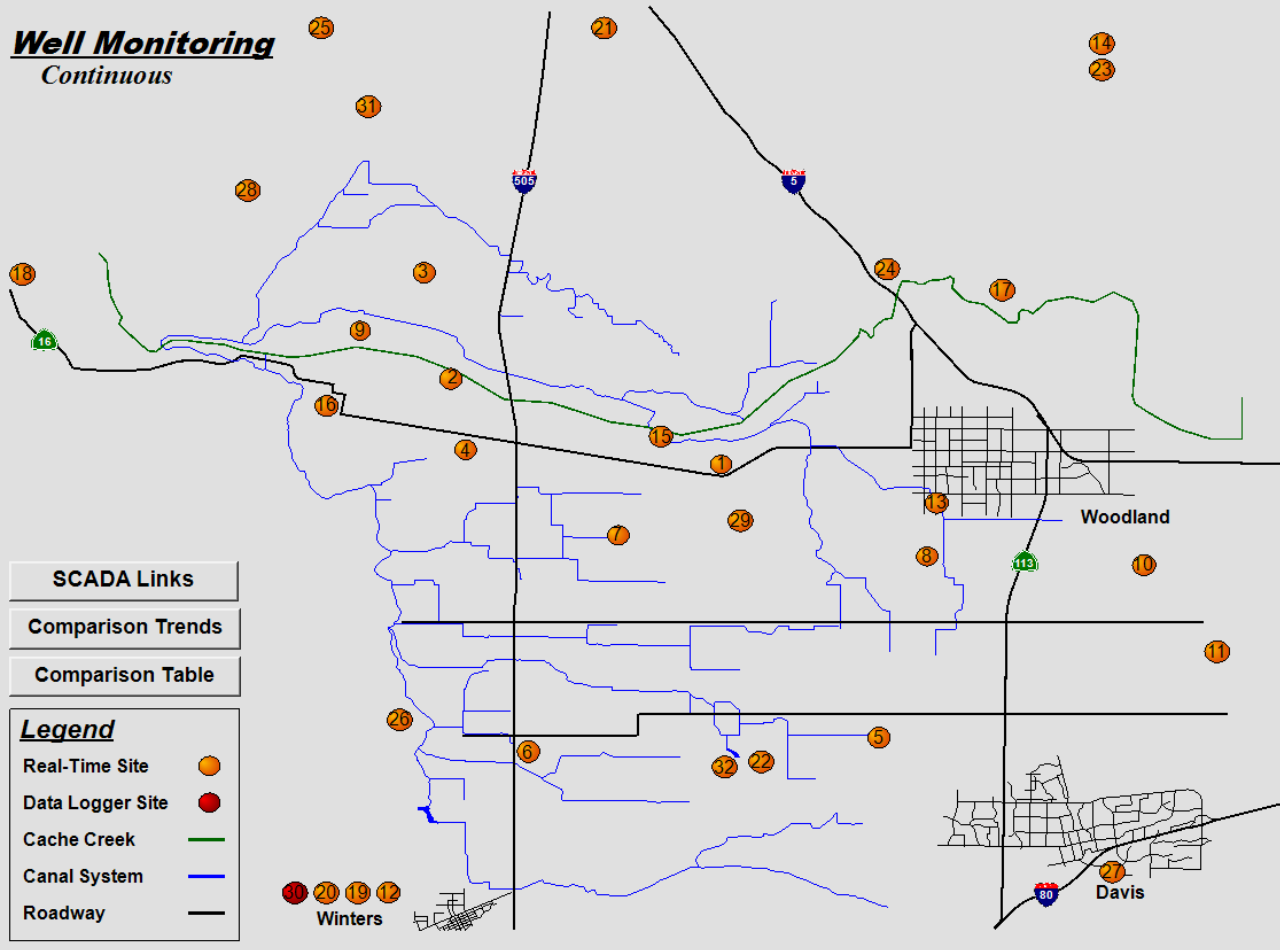 Well Monitoring
Continuous
25
21
14
23
31
28
505
5
18
3
24
17
16
9
2
16
15
4
1
13
29
7
Woodland
8
113
10
SCADA Links
Comparison Trends
Comparison Table
11
26
6
32
22
5
Legend
Real-Time Site
Data Logger Site
Cache Creek
Canal System
Roadway
30
20
19
12
Winters
27
80
Davis